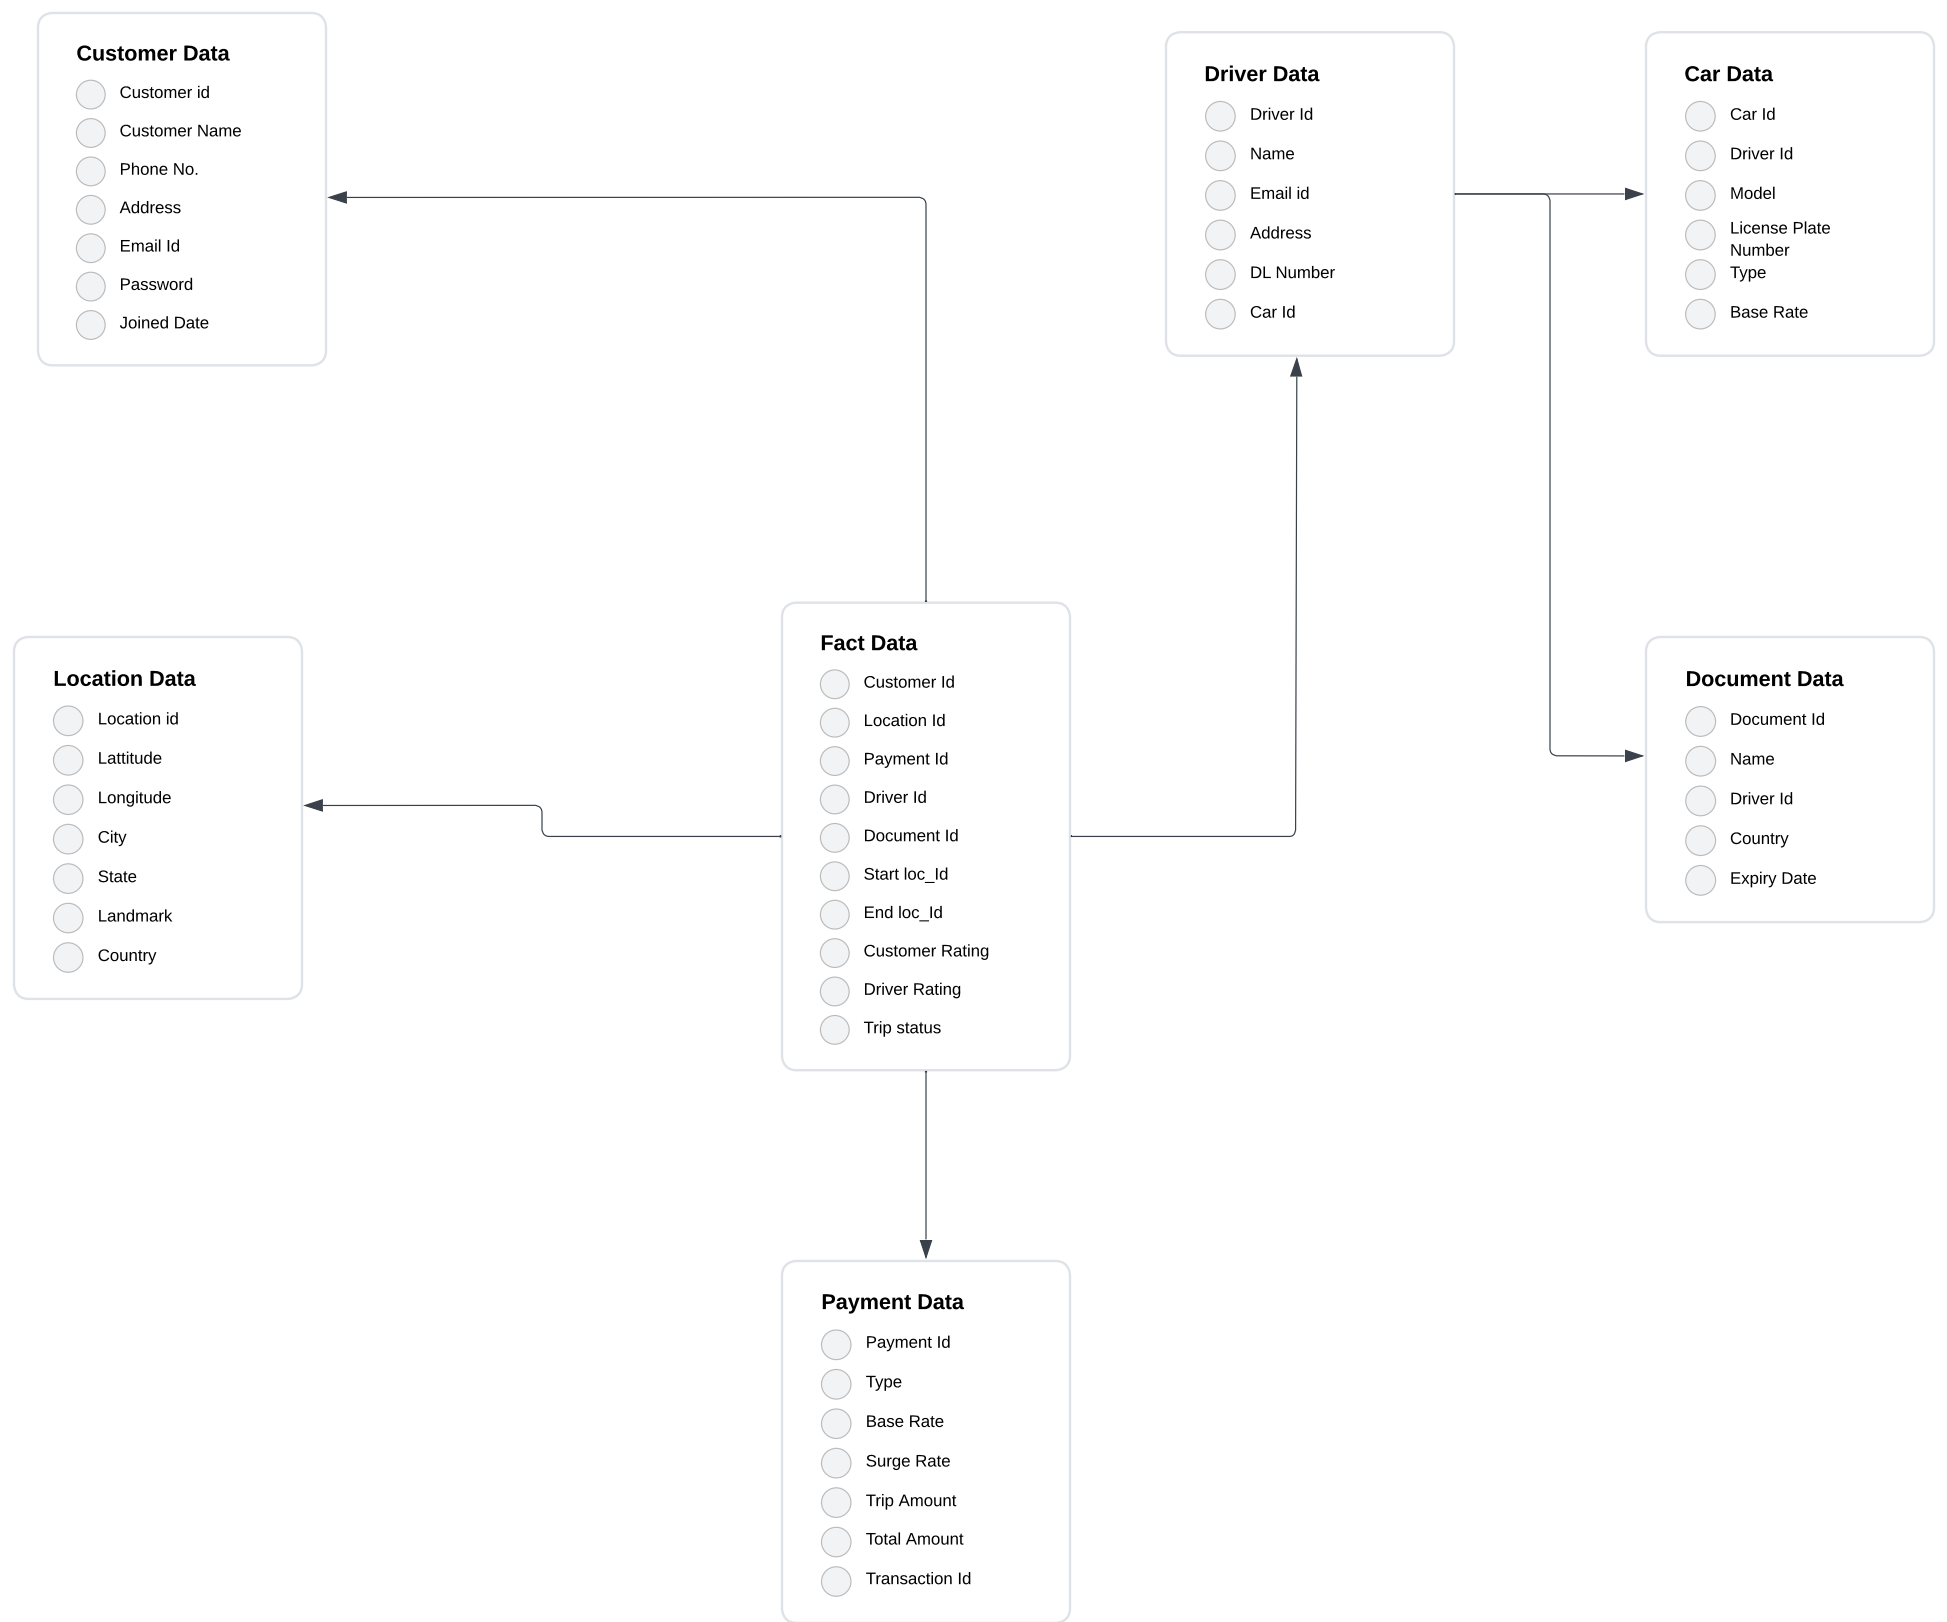 Customer Data
Customer id
Customer Name
Phone No.
Address
Email Id
Password
Joined Date
Driver Data
Driver Id
Name
Email id
Address
DL Number
Car Id
Car Data
Car Id
Driver Id
Model
License Plate
Number
Type
Base Rate
Location Data
Location id
Lattitude
Longitude
City
State
Landmark
Country
Fact Data
Customer Id
Location Id
Payment Id
Driver Id
Document Id
Start loc_Id
End loc_Id
Customer Rating
Driver Rating
Trip status
Document Data
Document Id
Name
Driver Id
Country
Expiry Date
Payment Data
Payment Id
Type
Base Rate
Surge Rate
Trip Amount
Total Amount
Transaction Id